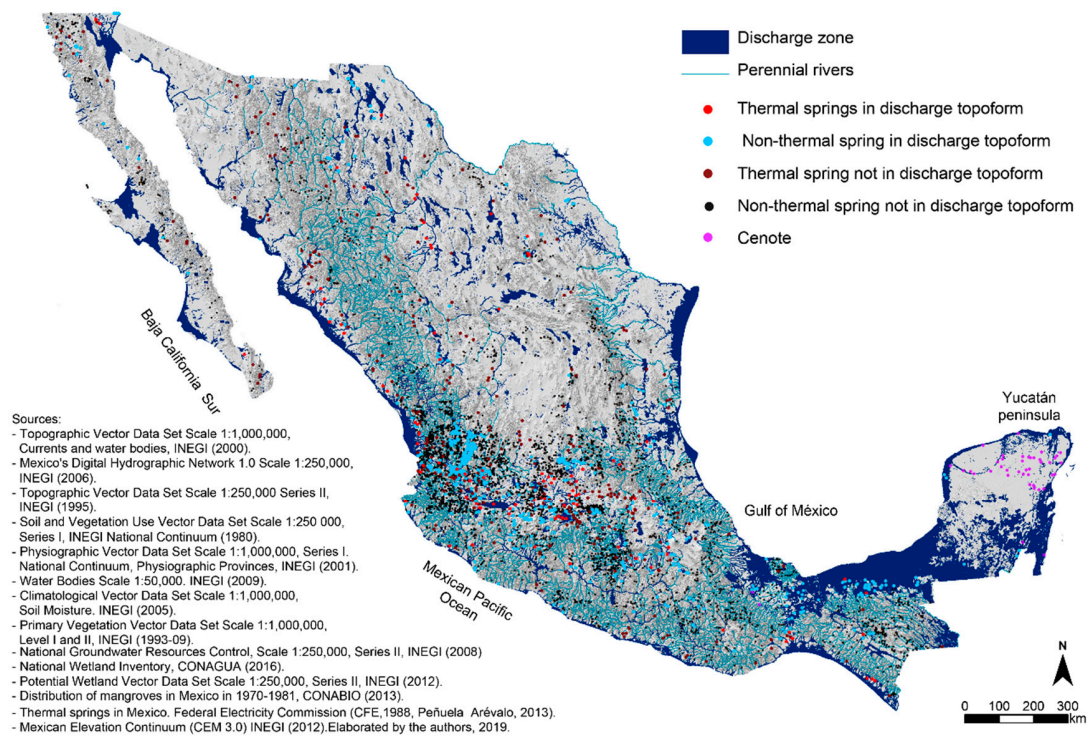 Discharge zone
Perennial rivers
Thermal springs in discharge topoform
Non-thermal spring in discharge topoform
Thermal spring not in discharge topoform
Non-thermal spring not in discharge topoform
Cenote
Baja California Sur
Yucatán
peninsula
Gulf of México
Mexican Pacific
Ocean
Sources:
- Topographic Vector Data Set Scale 1:1,000,000,
Currents and water bodies, INEGI (2000).
- Mexico's Digital Hydrographic Network 1.0 Scale 1:250,000,
INEGI (2006).
- Topographic Vector Data Set Scale 1:250,000 Series II,
INEGI (1995).
- Soil and Vegetation Use Vector Data Set Scale 1:250 000,
Series I, INEGI National Continuum (1980).
- Physiographic Vector Data Set Scale 1:1,000,000, Series I.
National Continuum, Physiographic Provinces, INEGI (2001).
- Water Bodies Scale 1:50,000. INEGI (2009).
- Climatological Vector Data Set Scale 1:1,000,000,
Soil Moisture. INEGI (2005).
- Primary Vegetation Vector Data Set Scale 1:1,000,000,
Level I and II, INEGI (1993-09).
- National Groundwater Resources Control, Scale 1:250,000, Series II, INEGI (2008)
- National Wetland Inventory, CONAGUA (2016).
- Potential Wetland Vector Data Set Scale 1:250,000, Series II, INEGI (2012).
- Distribution of mangroves in Mexico in 1970-1981, CONABIO (2013).
- Thermal springs in Mexico. Federal Electricity Commission (CFE,1988, Peñuela Arévalo, 2013).
- Mexican Elevation Continuum (CEM 3.0) INEGI (2012).Elaborated by the authors, 2019.
N
0 100 200 300
km